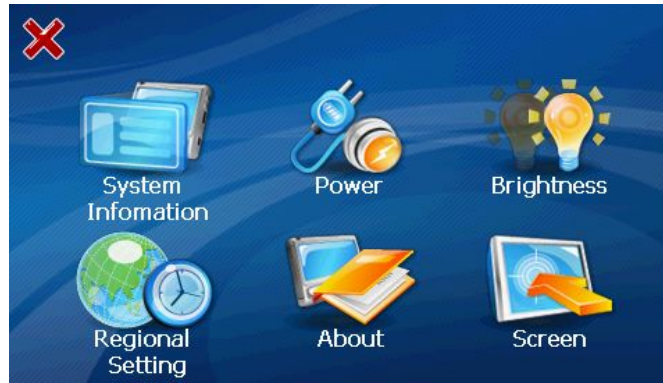 System
Infomation
Power
Brightness
Regional
Setting
About
Screen